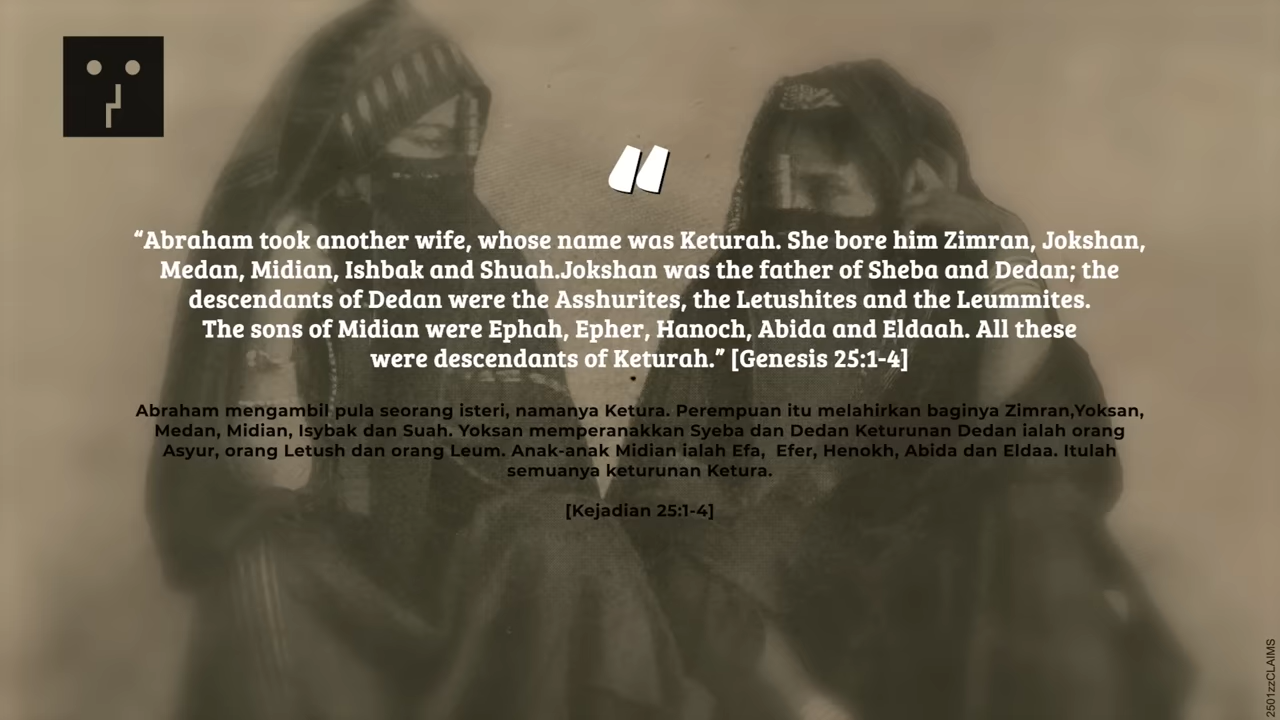 “Abraham took another wife, whose name was Keturah. She bore him Zimran, Jokshan,
Medan, Midian, Ishbak and Shuah.Jokshan was the father of Sheba and Dedan; the
descendants of Dedan were the Asshurites, the Letushites and the Leummites.
The sons of Midian were Ephah, Epher, Hanoch, Abida and Eldaah. All these
were descendants of Keturah.” [Genesis 25:1-4]
Abraham mengambil pula seorang isteri, namanya Ketura. Perempuan itu melahirkan baginya Zimran,Yoksan,
Medan, Midian, Isybak dan Suah. Yoksan memperanakkan Syeba dan Dedan Keturunan Dedan ialah orang
Asyur, orang Letush dan orang Leum. Anak-anak Midian ialah Efa,  Efer, Henokh, Abida dan Eldaa. Itulah
semuanya keturunan Ketura.
[Kejadian 25:1-4]
2501zzCLAIMS